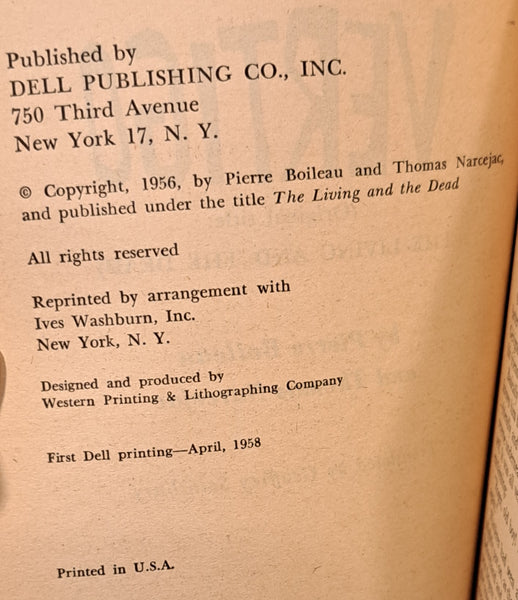 Published by
DELL PUBLISHING CO., INC.
750 Third Avenue
New York 17, N. Y.
© Copyright, 1956, by Pierre Boileau and Thomas Narcejac,
and published under the title The Living and the Dead
All rights reserved
Reprinted by arrangement with
Ives Washburn, Inc.
New York, N. Y.
Designed and produced by
Western Printing & Lithographing Company
First Dell printing—April, 1958
Printed in U.S.A.